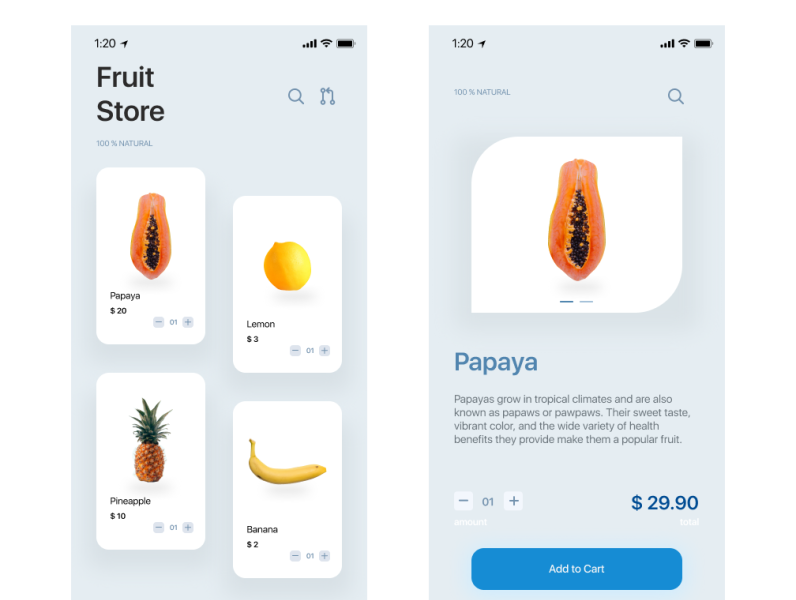 1:20
Fruit
Store
100 % NATURAL
Papaya
$ 20
01
Lemon
$ 3
01
Pineapple
$ 10
01
Banana
$ 2
01
1:20
100 % NATURAL
Papaya
Papayas grow in tropical climates and are also
known as papaws or pawpaws. Their sweet taste,
vibrant color, and the wide variety of health
benefits they provide make them a popular fruit.
01
$ 29.90
amount
total
Add to Cart